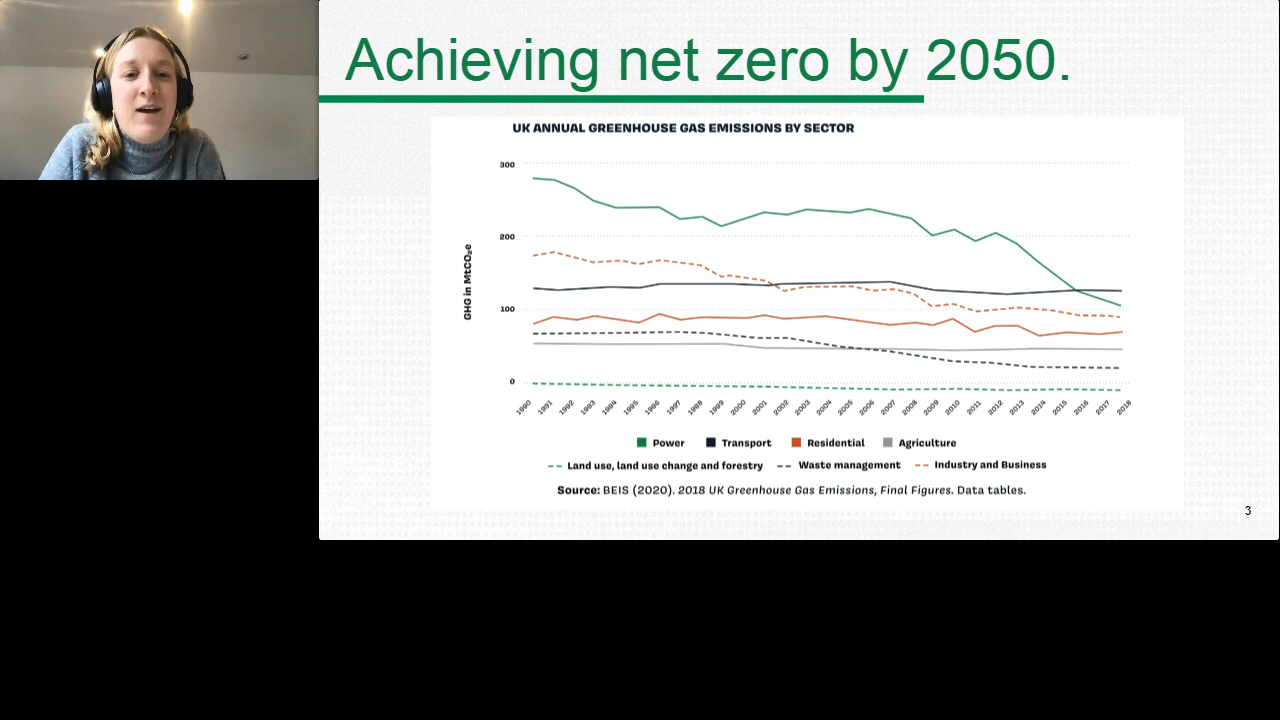 Achieving net zero by 2050.
UK ANNUAL GREENHOUSE GAS EMISSIONS BY SECTOR
300
200
100
0
GHG in MtCO₂e
1990 1991 1992 1993 1994 1995 1996 1997 1998 1999 2000 2001 2002 2003 2004 2005 2006 2007 2008 2009 2010 2011 2012 2013 2014 2015 2016 2017 2018
Power Transport Residential Agriculture
Land use, land use change and forestry Waste management Industry and Business
Source: BEIS (2020). 2018 UK Greenhouse Gas Emissions, Final Figures. Data tables.
3